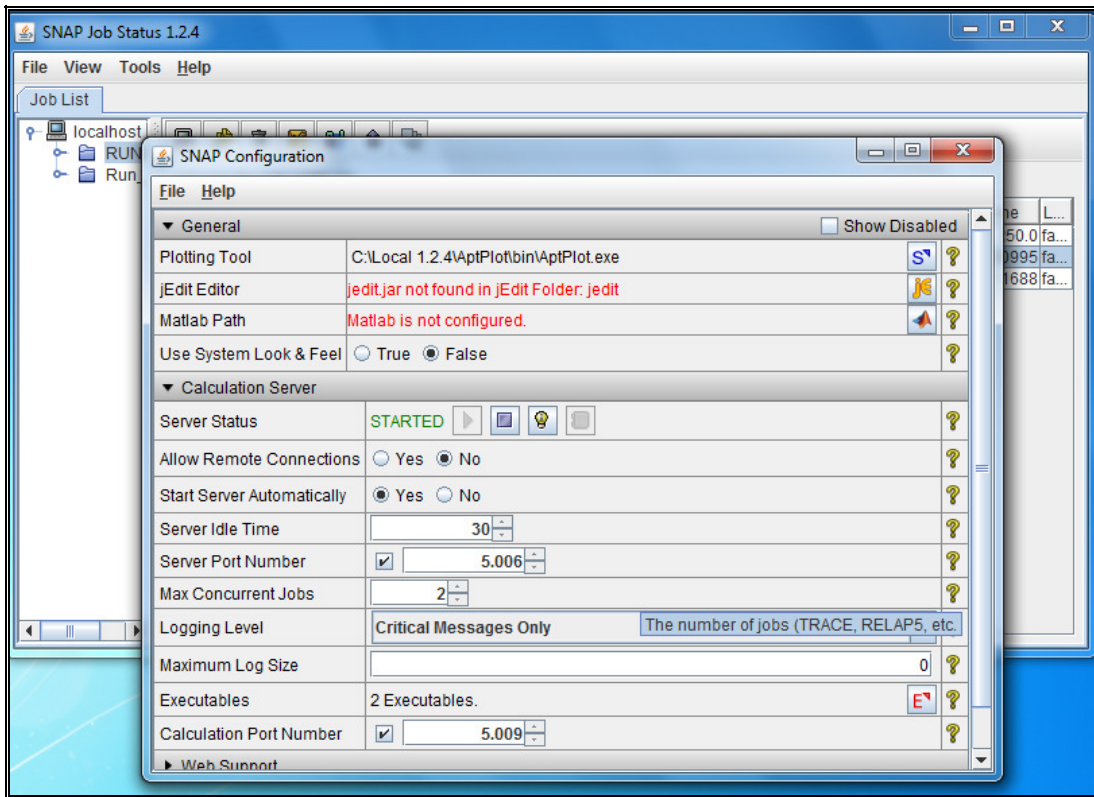 SNAP Job Status 1.2.4
File View Tools Help
Job List
localhost
RUN
Run_
SNAP Configuration
File Help
General
Show Disabled
Plotting Tool C:\Local 1.2.4\AptPlot\bin\AptPlot.exe
jEdit Editor jedit.jar not found in jEdit Folder: jedit
Matlab Path Matlab is not configured.
Use System Look & Feel True False
Calculation Server
Server Status STARTED
Allow Remote Connections Yes No
Start Server Automatically Yes No
Server Idle Time 30
Server Port Number 5.006
Max Concurrent Jobs 2
Logging Level Critical Messages Only
The number of jobs (TRACE, RELAP5, etc.
Maximum Log Size 0
Executables 2 Executables. E
Calculation Port Number 5.009
Web Support
L...
50.0 fa...
0995 fa...
1688 fa...